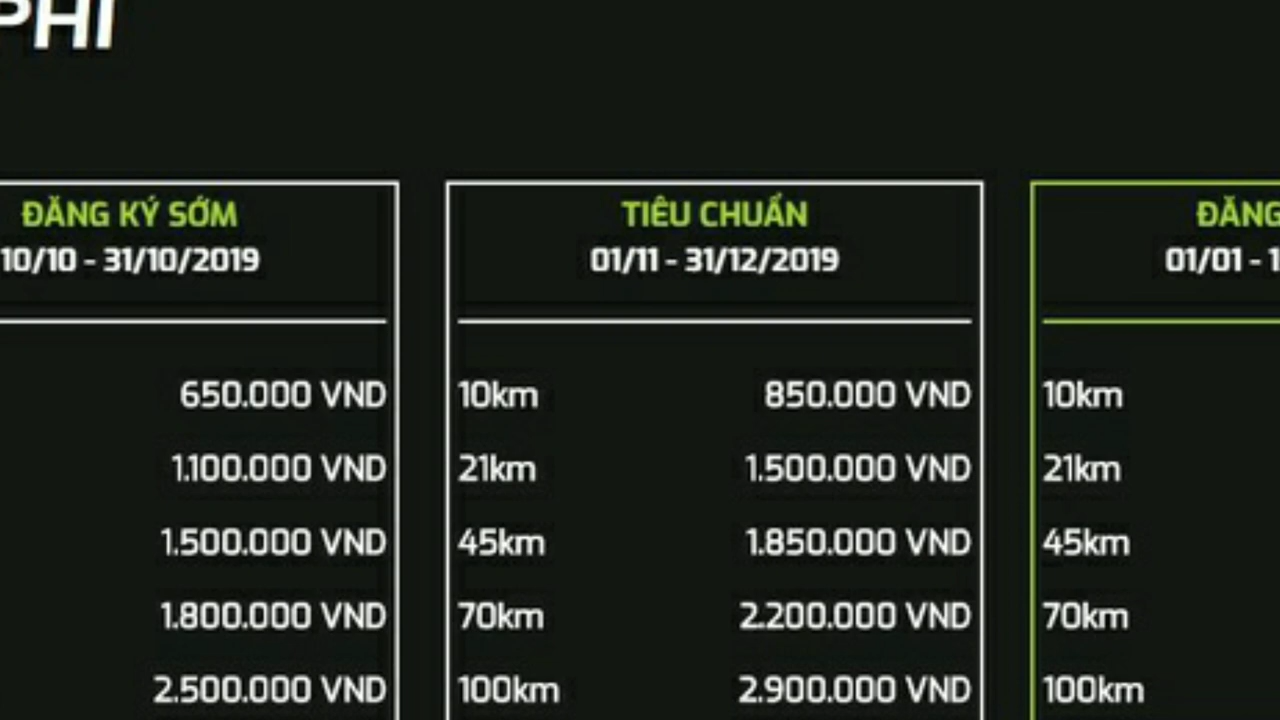 PHÍ
ĐĂNG KÝ SỚM
10/10 - 31/10/2019
650.000 VND
1.100.000 VND
1.500.000 VND
1.800.000 VND
2.500.000 VND
TIÊU CHUẨN
01/11 - 31/12/2019
10km 850.000 VND
21km 1.500.000 VND
45km 1.850.000 VND
70km 2.200.000 VND
100km 2.900.000 VND
ĐĂNG
01/01 - 1
10km
21km
45km
70km
100km